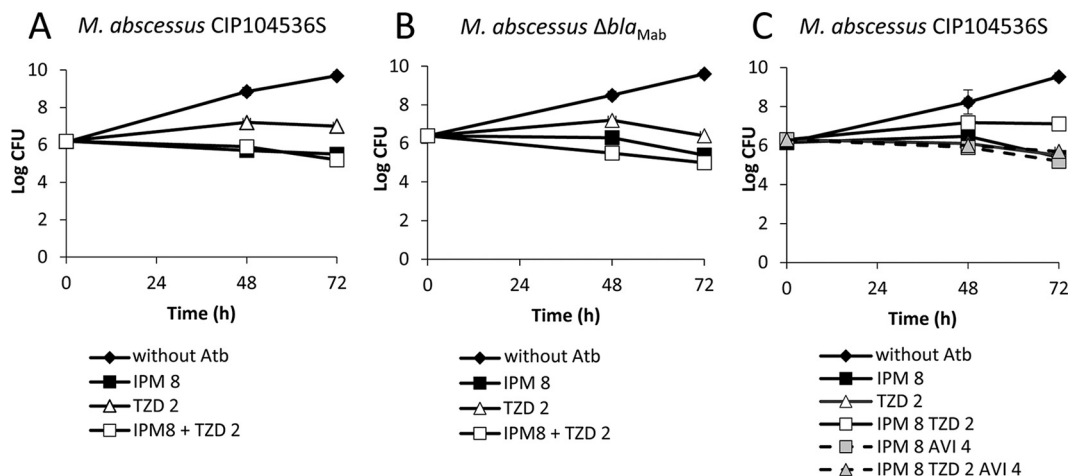 A M. abscessus CIP104536S
10
8
6
4
2
0
Log CFU
0 24 48 72
Time (h)
without Atb
IPM 8
TZD 2
IPM8 + TZD 2
B M. abscessus Δbla Mab
10
8
6
4
2
0
Log CFU
0 24 48 72
Time (h)
without Atb
IPM 8
TZD 2
IPM8 + TZD 2
C M. abscessus CIP104536S
10
8
6
4
2
0
Log CFU
0 24 48 72
Time (h)
without Atb
IPM 8
TZD 2
IPM 8 TZD 2
IPM 8 AVI 4
IPM 8 TZD 2 AVI 4